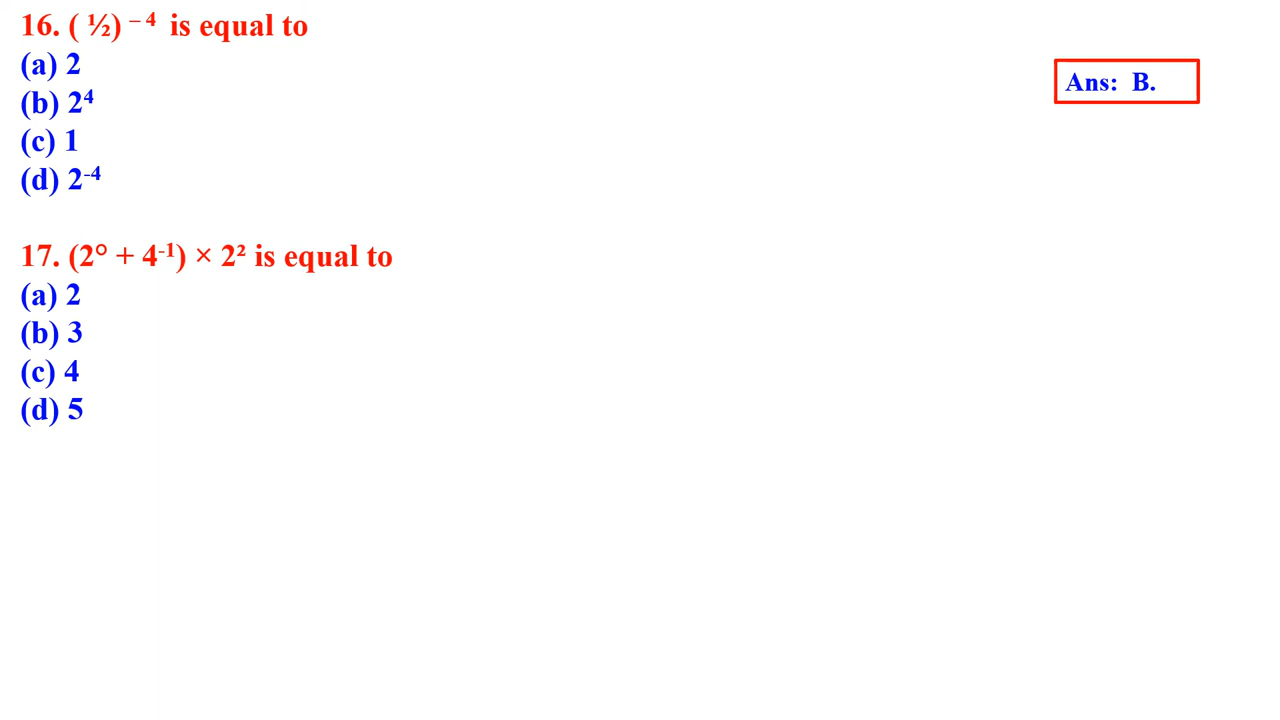 16. ( ½) ⁻ ⁴ is equal to
(a) 2
(b) 2⁴
(c) 1
(d) 2⁻⁴
Ans: B.
17. (2° + 4⁻¹) × 2² is equal to
(a) 2
(b) 3
(c) 4
(d) 5